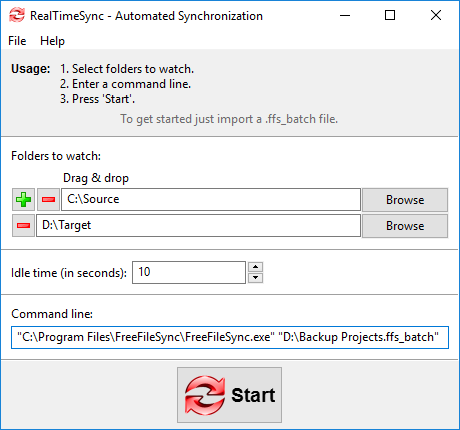 RealTimeSync - Automated Synchronization
File Help
Usage: 1. Select folders to watch.
2. Enter a command line.
3. Press 'Start'.
To get started just import a .ffs_batch file.
Folders to watch:
Drag & drop
C:\Source Browse
D:\Target Browse
Idle time (in seconds): 10
Command line:
"C:\Program Files\FreeFileSync\FreeFileSync.exe" "D:\Backup Projects.ffs_batch"
Start